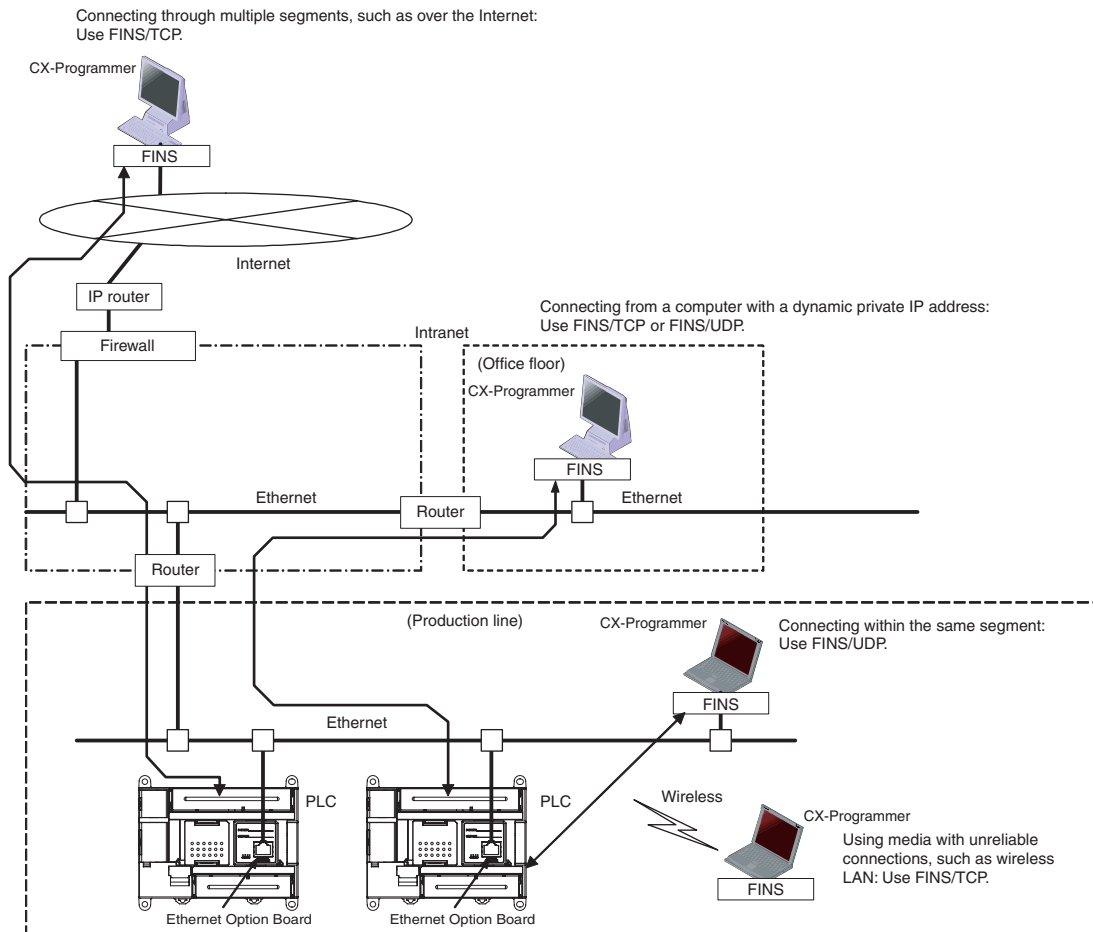 Connecting through multiple segments, such as over the Internet:
Use FINS/TCP.
CX-Programmer
FINS
Internet
IP router
Firewall
Intranet
Connecting from a computer with a dynamic private IP address:
Use FINS/TCP or FINS/UDP.
(Office floor)
CX-Programmer
FINS
Ethernet
Router
Ethernet
Router
(Production line)
CX-Programmer
Connecting within the same segment:
Use FINS/UDP.
FINS
Ethernet
PLC
PLC
Wireless
CX-Programmer
Using media with unreliable
connections, such as wireless
LAN: Use FINS/TCP.
FINS
Ethernet Option Board
Ethernet Option Board